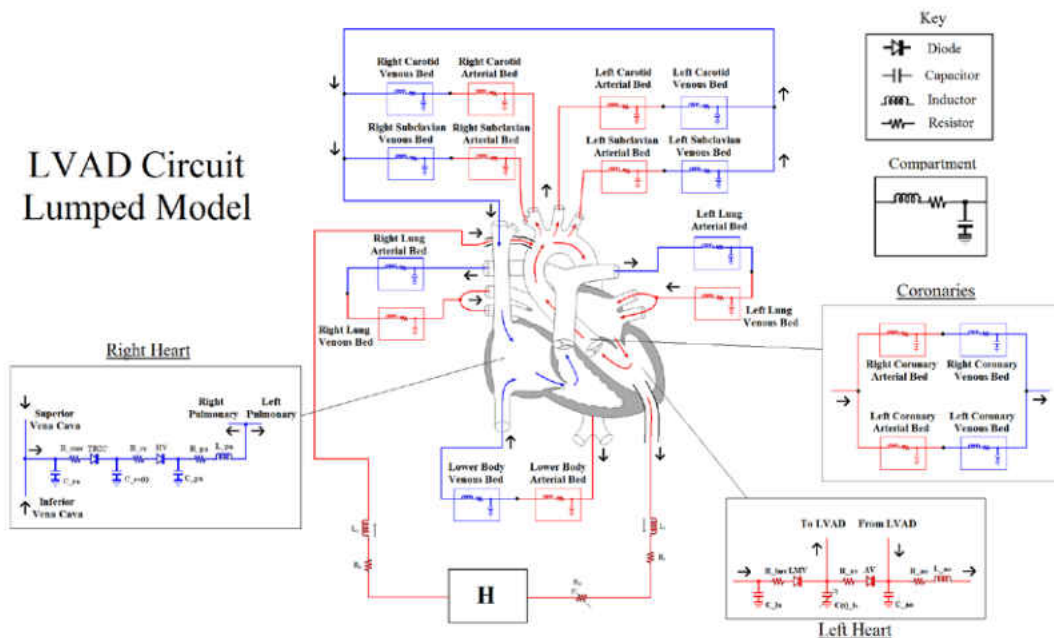 LVAD Circuit
Lumped Model
Key
Diode
Capacitor
Inductor
Resistor
Compartment
Right Carotid
Venous Bed
Right Carotid
Arterial Bed
Left Carotid
Arterial Bed
Left Carotid
Venous Bed
Right Subclavian
Venous Bed
Right Subclavian
Arterial Bed
Left Subclavian
Arterial Bed
Left Subclavian
Venous Bed
Right Lung
Arterial Bed
Left Lung
Arterial Bed
Right Lung
Venous Bed
Left Lung
Venous Bed
Coronaries
Right Coronary
Arterial Bed
Right Coronary
Venous Bed
Left Coronary
Arterial Bed
Left Coronary
Venous Bed
Right Heart
Superior
Vena Cava
Right
Pulmonary
Left
Pulmonary
Inferior
Vena Cava
Lower Body
Venous Bed
Lower Body
Arterial Bed
H
To LVAD
From LVAD
LMV
AV
Left Heart